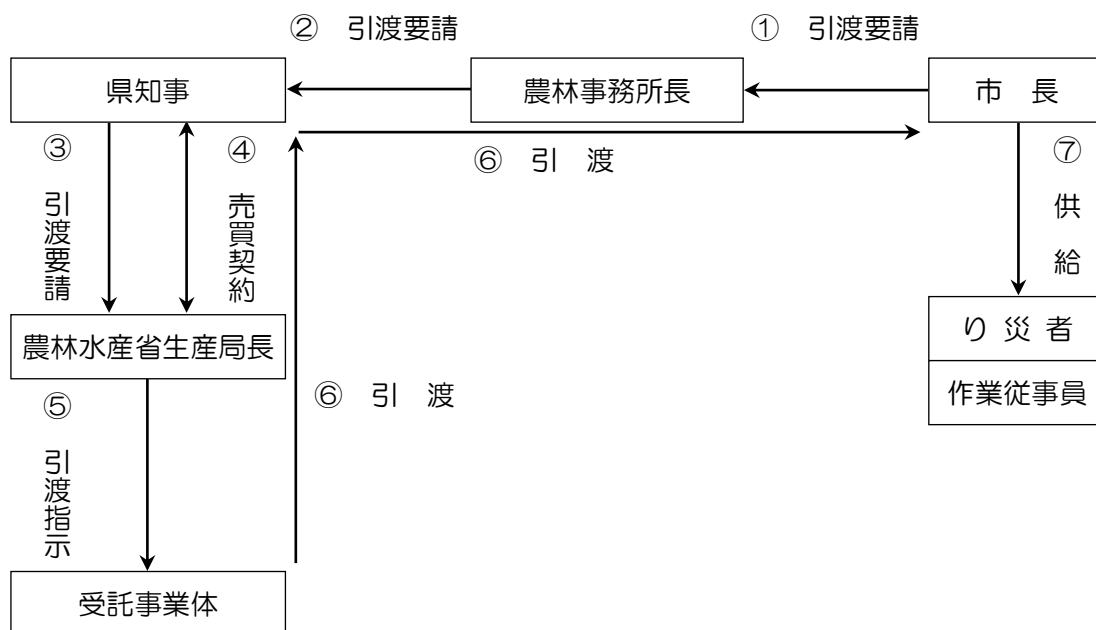 ② 引渡要請
① 引渡要請
県知事
農林事務所長
市 長
③
引渡要請
④
売買契約
⑥ 引 渡
⑦
供 給
農林水産省生産局長
り 災 者
作業従事員
⑤
引渡指示
⑥ 引 渡
受託事業体